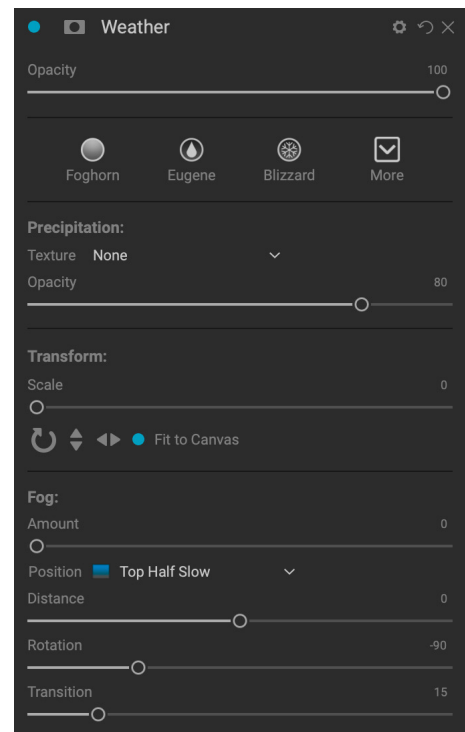 Weather
Opacity 100
Foghorn Eugene Blizzard More
Precipitation:
Texture None
Opacity 80
Transform:
Scale 0
Fit to Canvas
Fog:
Amount 0
Position Top Half Slow
Distance 0
Rotation -90
Transition 15